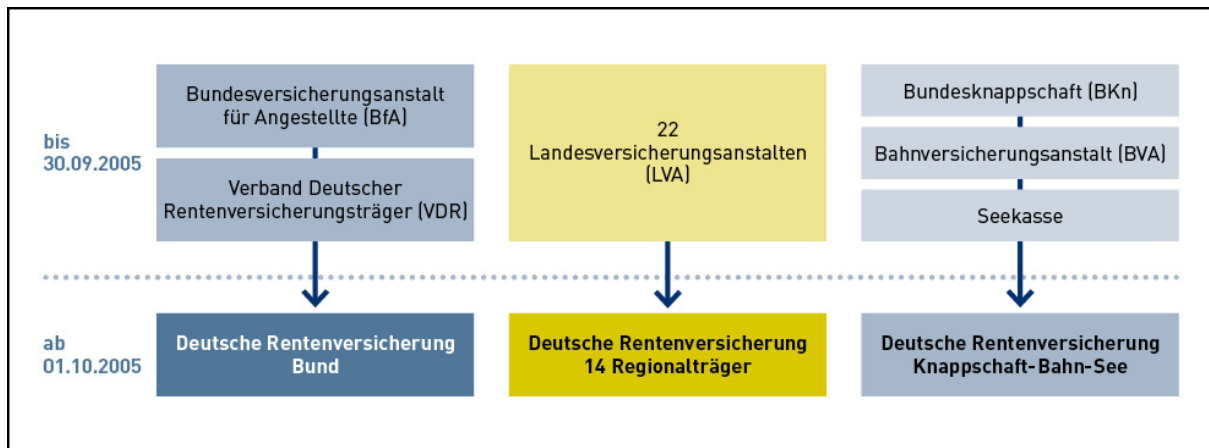 bis
30.09.2005
Bundesversicherungsanstalt
für Angestellte (BfA)
Verband Deutscher
Rentenversicherungsträger (VDR)
22
Landesversicherungsanstalten
(LVA)
Bundesknappschaft (BKn)
Bahnversicherungsanstalt (BVA)
Seekasse
ab
01.10.2005
Deutsche Rentenversicherung
Bund
Deutsche Rentenversicherung
14 Regionalträger
Deutsche Rentenversicherung
Knappschaft-Bahn-See